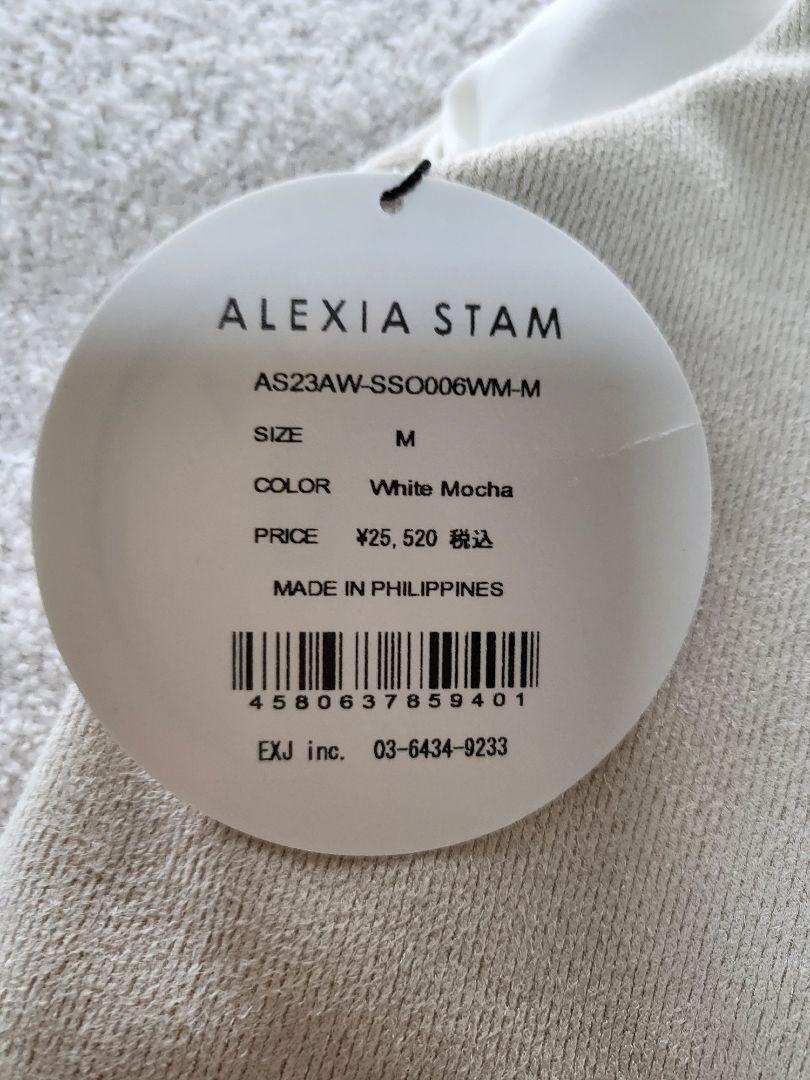 ALEXIA STAM
AS23AW-SSO006WM-M
SIZE M
COLOR White Mocha
PRICE ¥25,520 税込
MADE IN PHILIPPINES
4580637859401
EXJ inc. 03-6434-9233